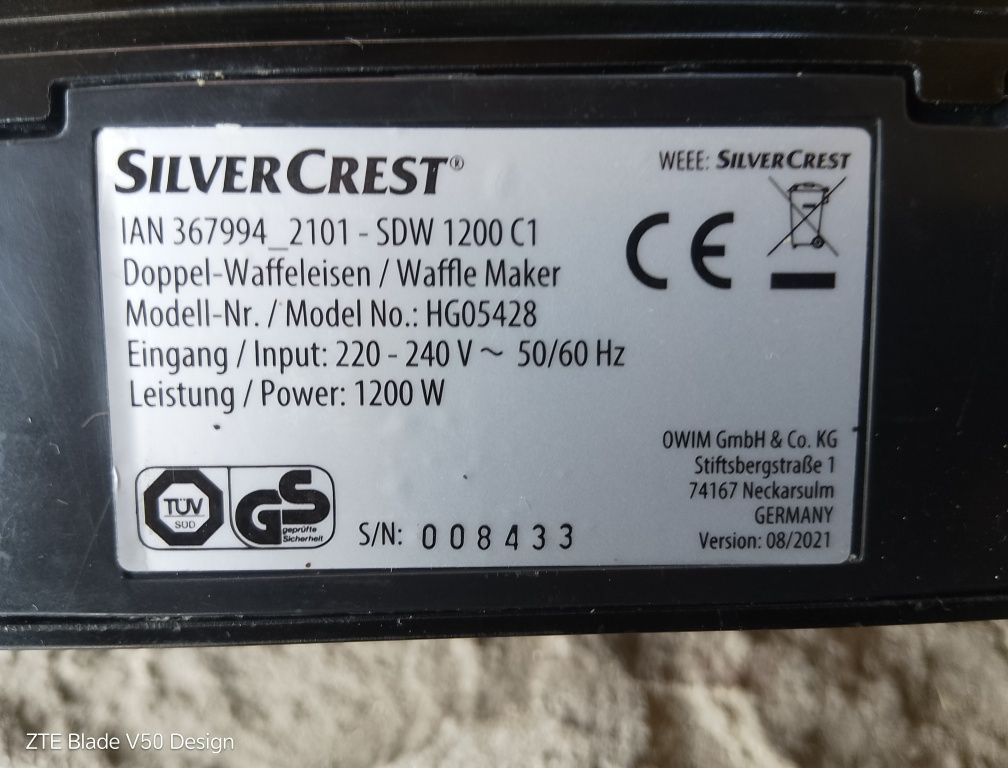 SILVERCREST®
WEEE: SILVERCREST
IAN 367994_2101 - SDW 1200 C1
Doppel-Waffeleisen / Waffle Maker
Modell-Nr. / Model No.: HG05428
Eingang / Input: 220 - 240 V ~ 50/60 Hz
Leistung / Power: 1200 W
CE
TÜV
SÜD
GS
geprüfte
Sicherheit
S/N: 008433
OWIM GmbH & Co. KG
Stiftsbergstraße 1
74167 Neckarsulm
GERMANY
Version: 08/2021
ZTE Blade V50 Design